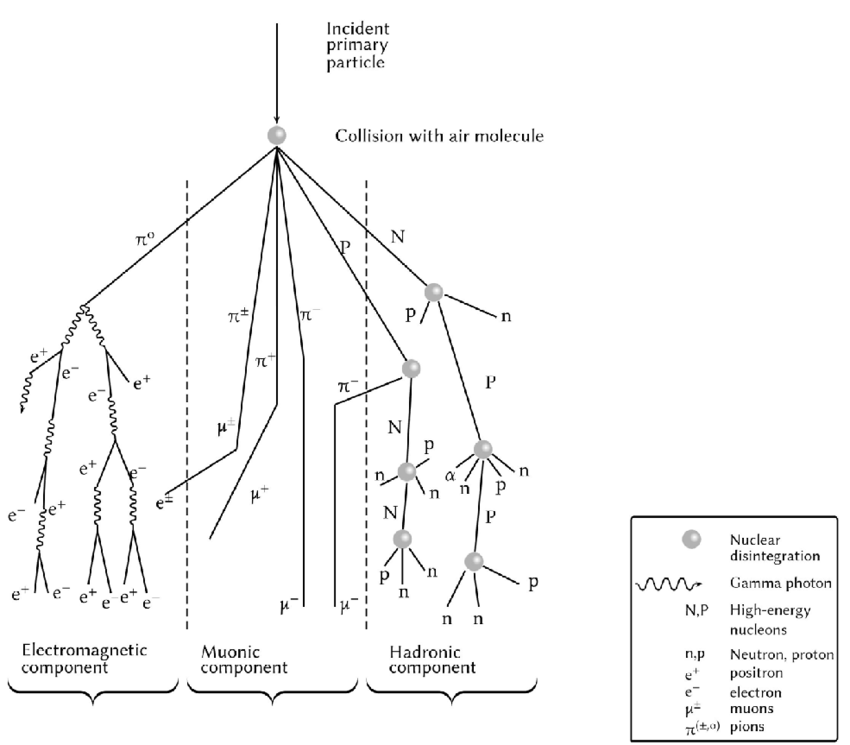 Incident
primary
particle
Collision with air molecule
π⁰
π±
π⁺
π⁻
P
N
p
n
e⁺
e⁻
e⁻
e⁺
π⁻
P
μ±
N
p
e⁺
e⁻
n
n
α
n
p
n
e±
μ⁺
e⁻
e⁺
N
P
p
n
n
p
e⁺
e⁻
e⁺
e⁻
e⁺
e⁻
μ⁻
μ⁻
n
n
Electromagnetic
component
Muonic
component
Hadronic
component
Nuclear
disintegration
Gamma photon
N,P High-energy
nucleons
n,p Neutron, proton
e⁺ positron
e⁻ electron
μ± muons
π(±,o) pions